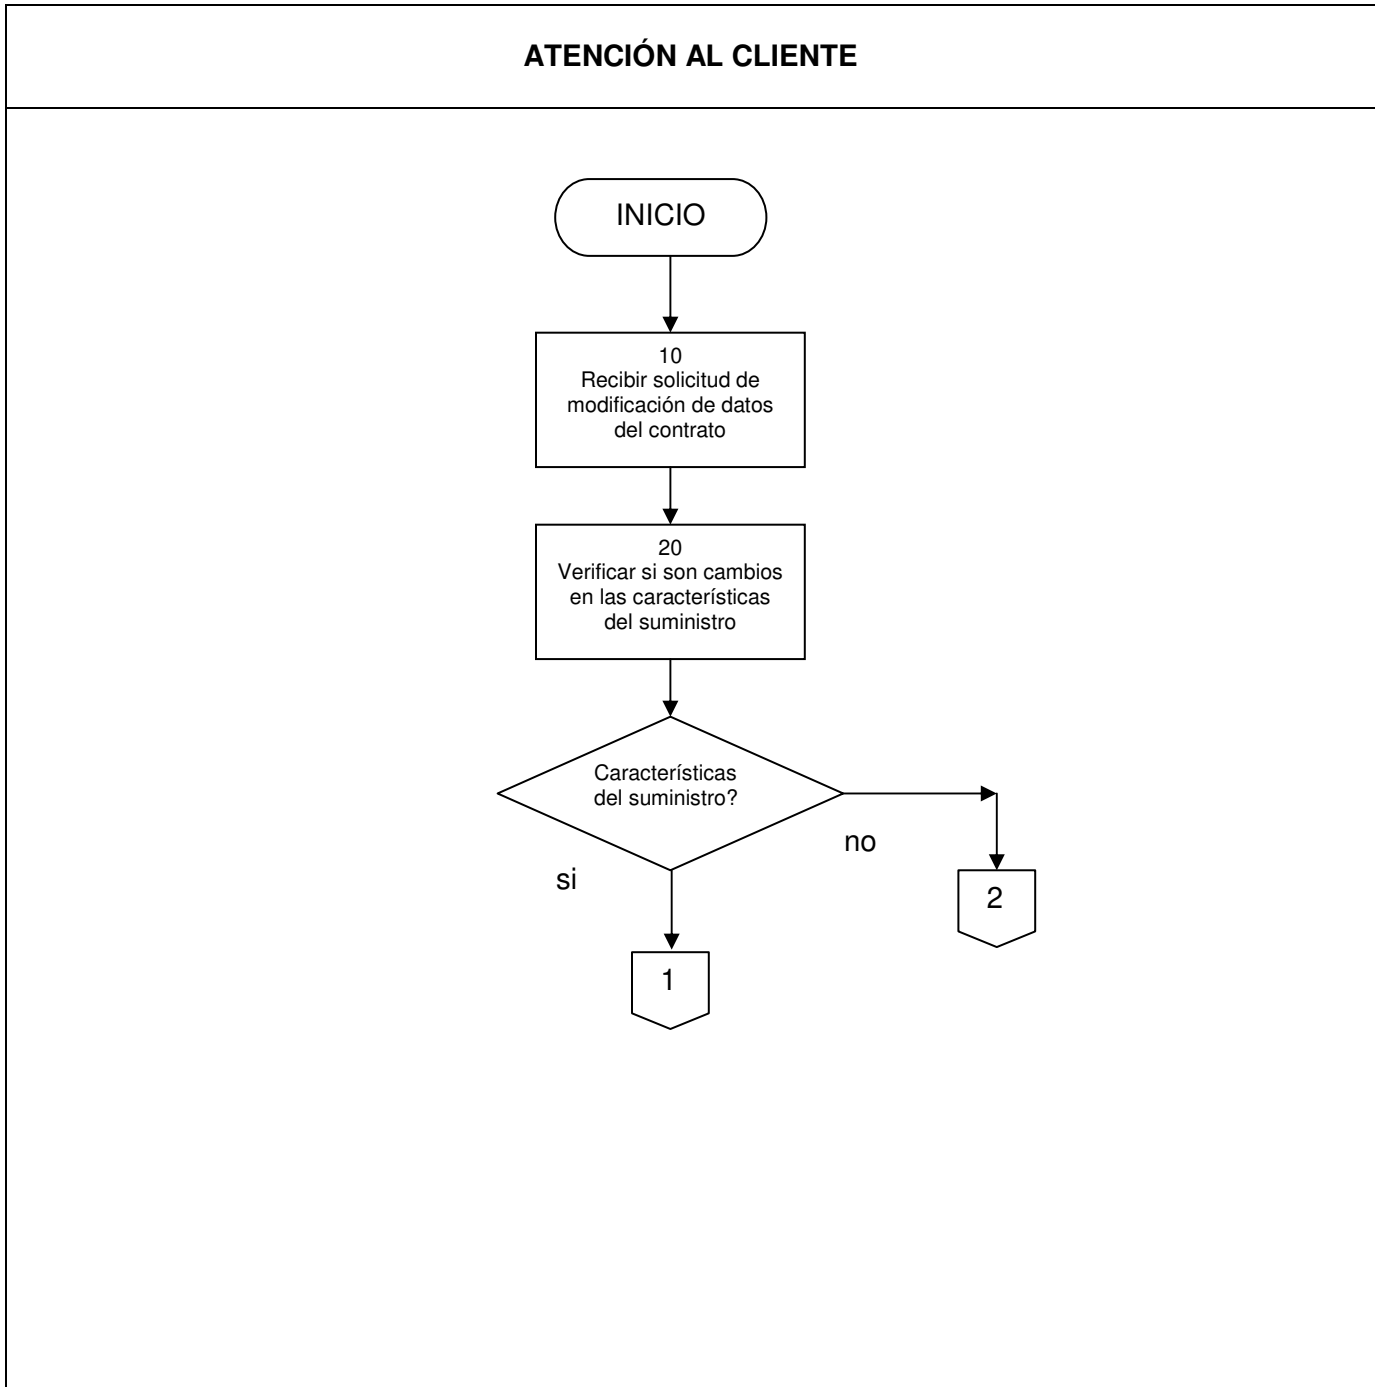 ATENCIÓN AL CLIENTE
INICIO
10
Recibir solicitud de
modificación de datos
del contrato
20
Verificar si son cambios
en las características
del suministro
Características
del suministro?
no
si
2
1